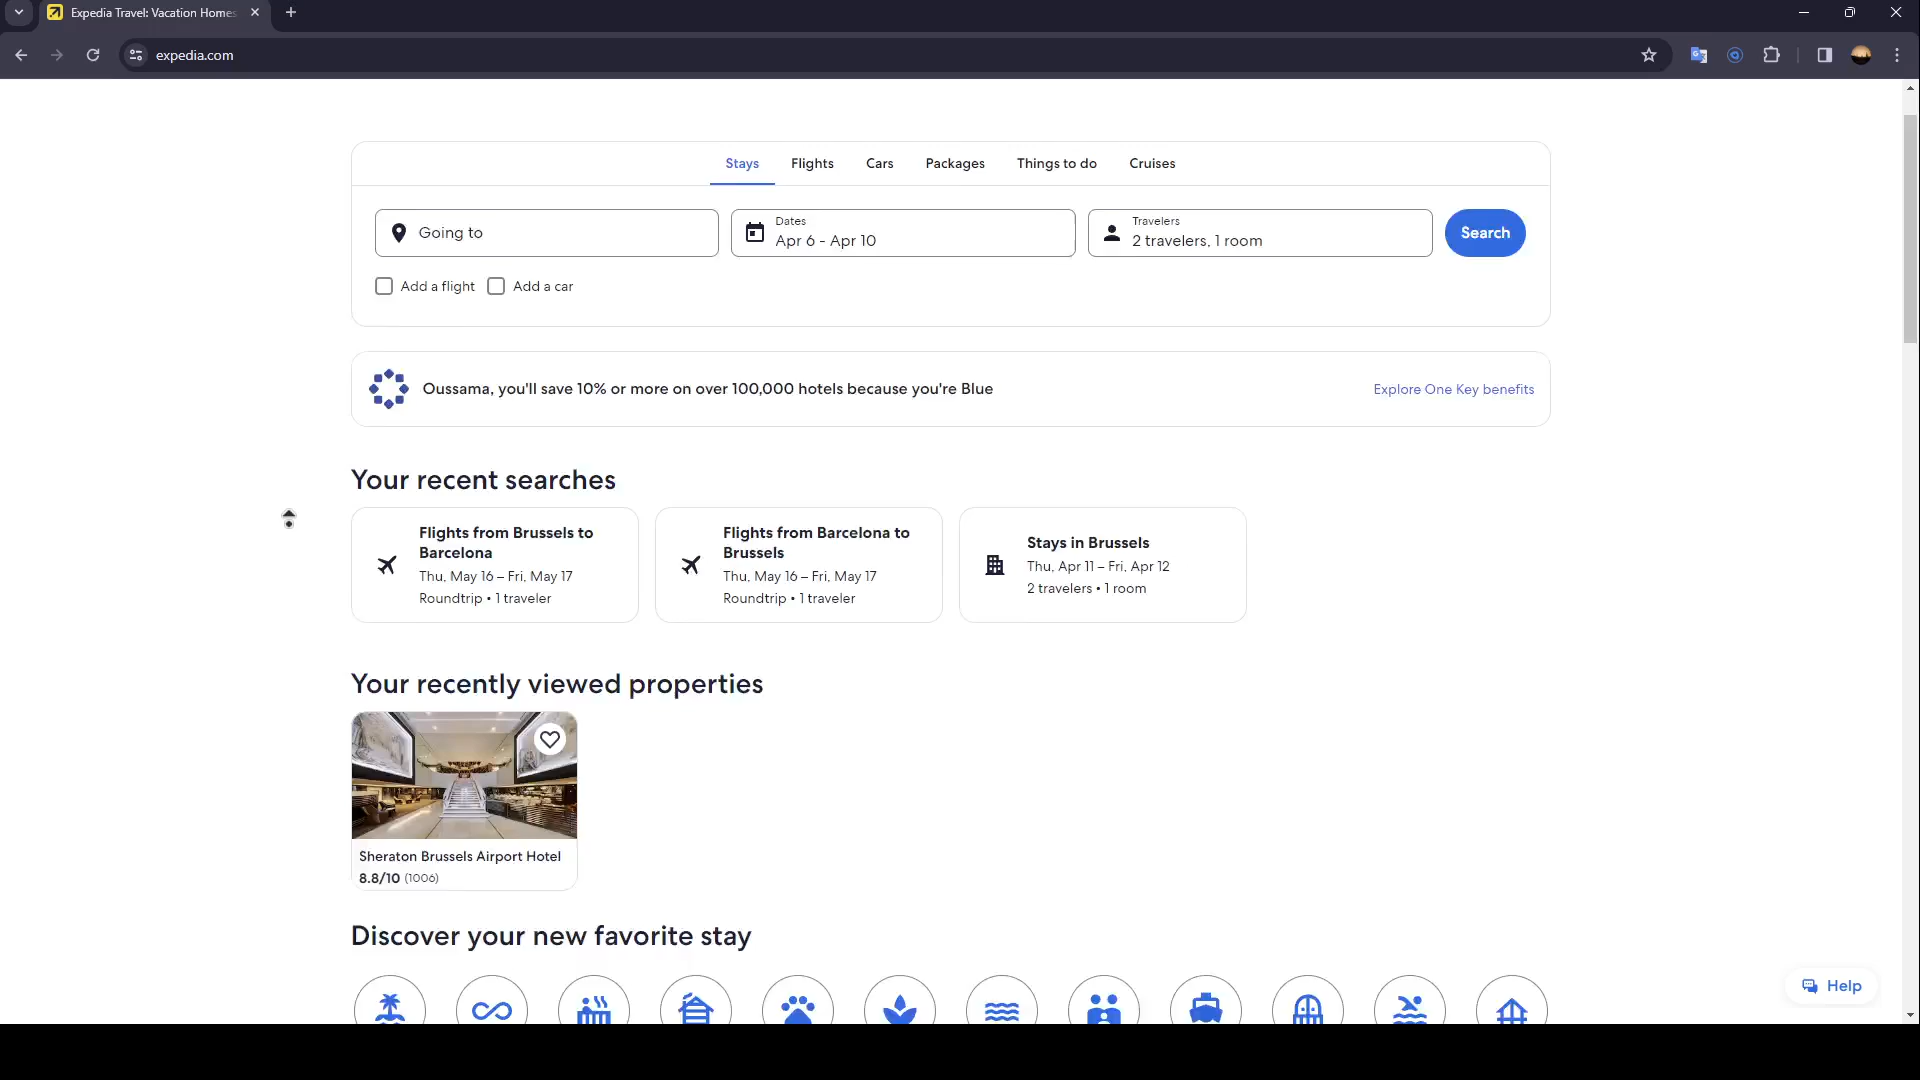 Expedia Travel: Vacation Homes
expedia.com
Stays Flights Cars Packages Things to do Cruises
Going to
Dates
Apr 6 - Apr 10
Travelers
2 travelers, 1 room
Search
Add a flight Add a car
Oussama, you'll save 10% or more on over 100,000 hotels because you're Blue
Explore One Key benefits
Your recent searches
Flights from Brussels to
Barcelona
Thu, May 16 – Fri, May 17
Roundtrip • 1 traveler
Flights from Barcelona to
Brussels
Thu, May 16 – Fri, May 17
Roundtrip • 1 traveler
Stays in Brussels
Thu, Apr 11 – Fri, Apr 12
2 travelers • 1 room
Your recently viewed properties
Sheraton Brussels Airport Hotel
8.8/10 (1006)
Discover your new favorite stay
Help